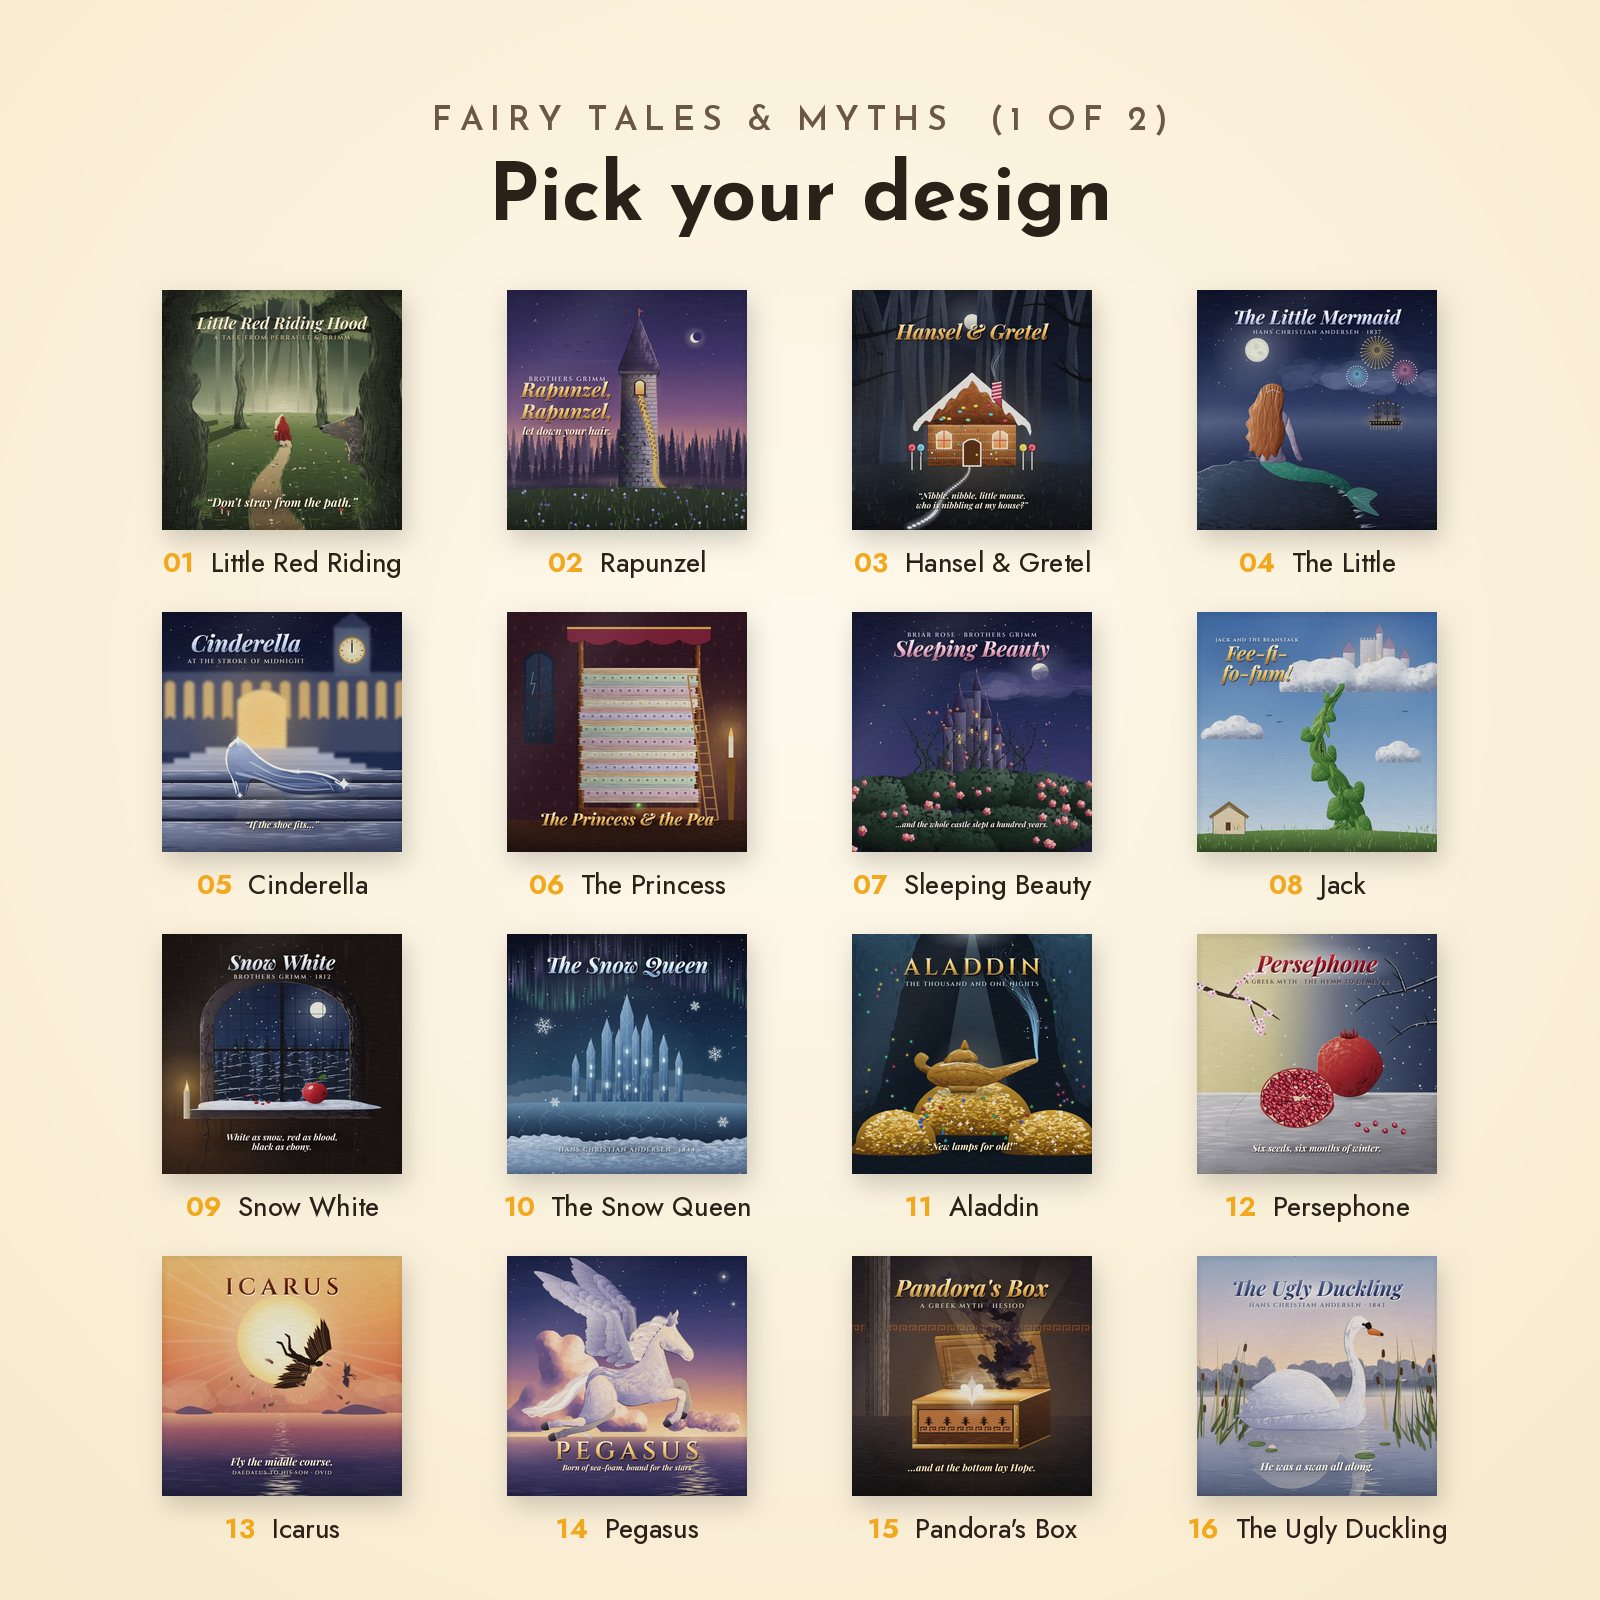 FAIRY TALES & MYTHS (1 OF 2)
Pick your design
Little Red Riding Hood
A TALE FROM PERRAULT & GRIMM
"Don't stray from the path."
01 Little Red Riding
BROTHERS GRIMM
Rapunzel,
Rapunzel,
let down your hair.
02 Rapunzel
Hansel & Gretel
"Nibble, nibble, little mouse,
who is nibbling at my house?"
03 Hansel & Gretel
The Little Mermaid
HANS CHRISTIAN ANDERSEN · 1837
04 The Little
Cinderella
AT THE STROKE OF MIDNIGHT
"If the shoe fits..."
05 Cinderella
The Princess & the Pea
06 The Princess
BRIAR ROSE · BROTHERS GRIMM
Sleeping Beauty
...and the whole castle slept a hundred years.
07 Sleeping Beauty
JACK AND THE BEANSTALK
Fee-fi-
fo-fum!
08 Jack
Snow White
BROTHERS GRIMM · 1812
White as snow, red as blood,
black as ebony.
09 Snow White
The Snow Queen
HANS CHRISTIAN ANDERSEN · 1844
10 The Snow Queen
ALADDIN
THE THOUSAND AND ONE NIGHTS
"New lamps for old!"
11 Aladdin
Persephone
A GREEK MYTH · THE HYMN TO DEMETER
Six seeds, six months of winter.
12 Persephone
ICARUS
Fly the middle course.
DAEDALUS TO HIS SON · OVID
13 Icarus
PEGASUS
Born of sea-foam, bound for the stars.
14 Pegasus
Pandora's Box
A GREEK MYTH · HESIOD
...and at the bottom lay Hope.
15 Pandora's Box
The Ugly Duckling
HANS CHRISTIAN ANDERSEN · 1843
He was a swan all along.
16 The Ugly Duckling